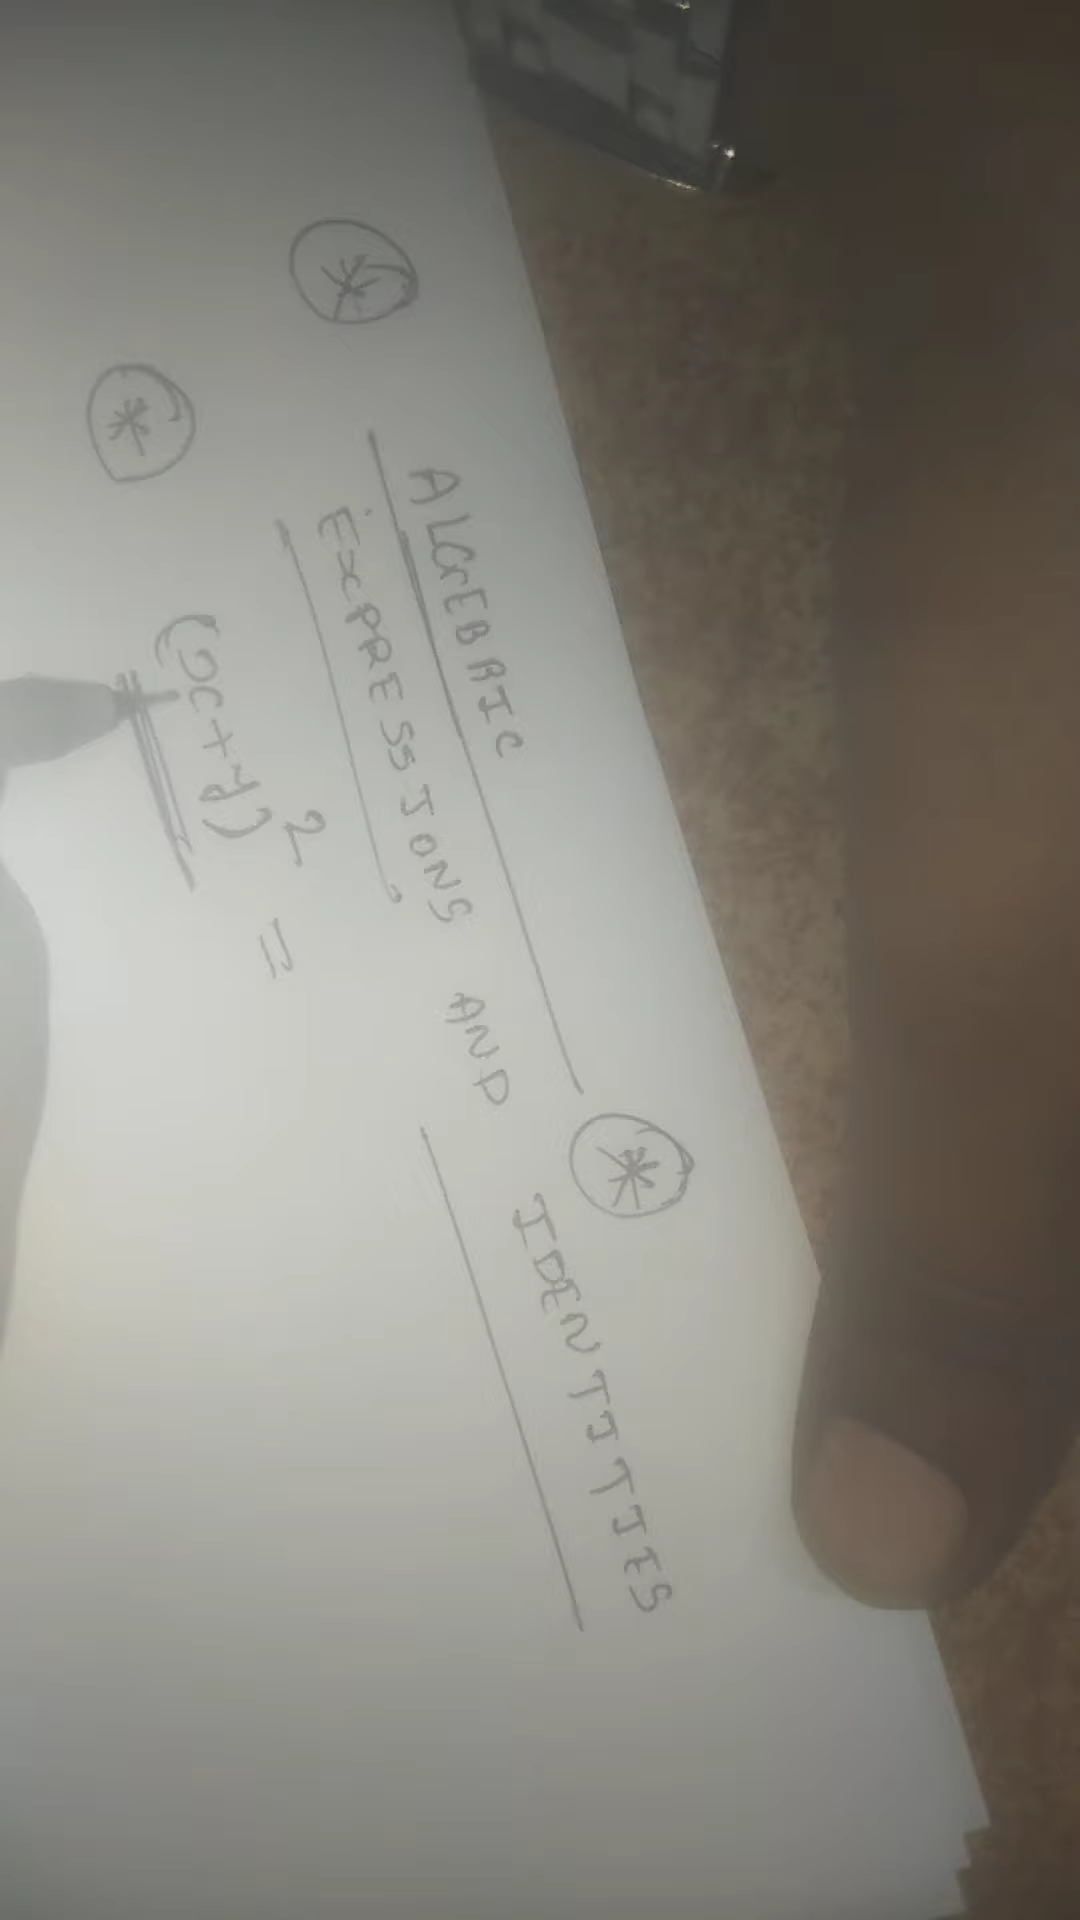 ALGEBRAIC
EXPRESSIONS AND IDENTITIES
(x+y)² =